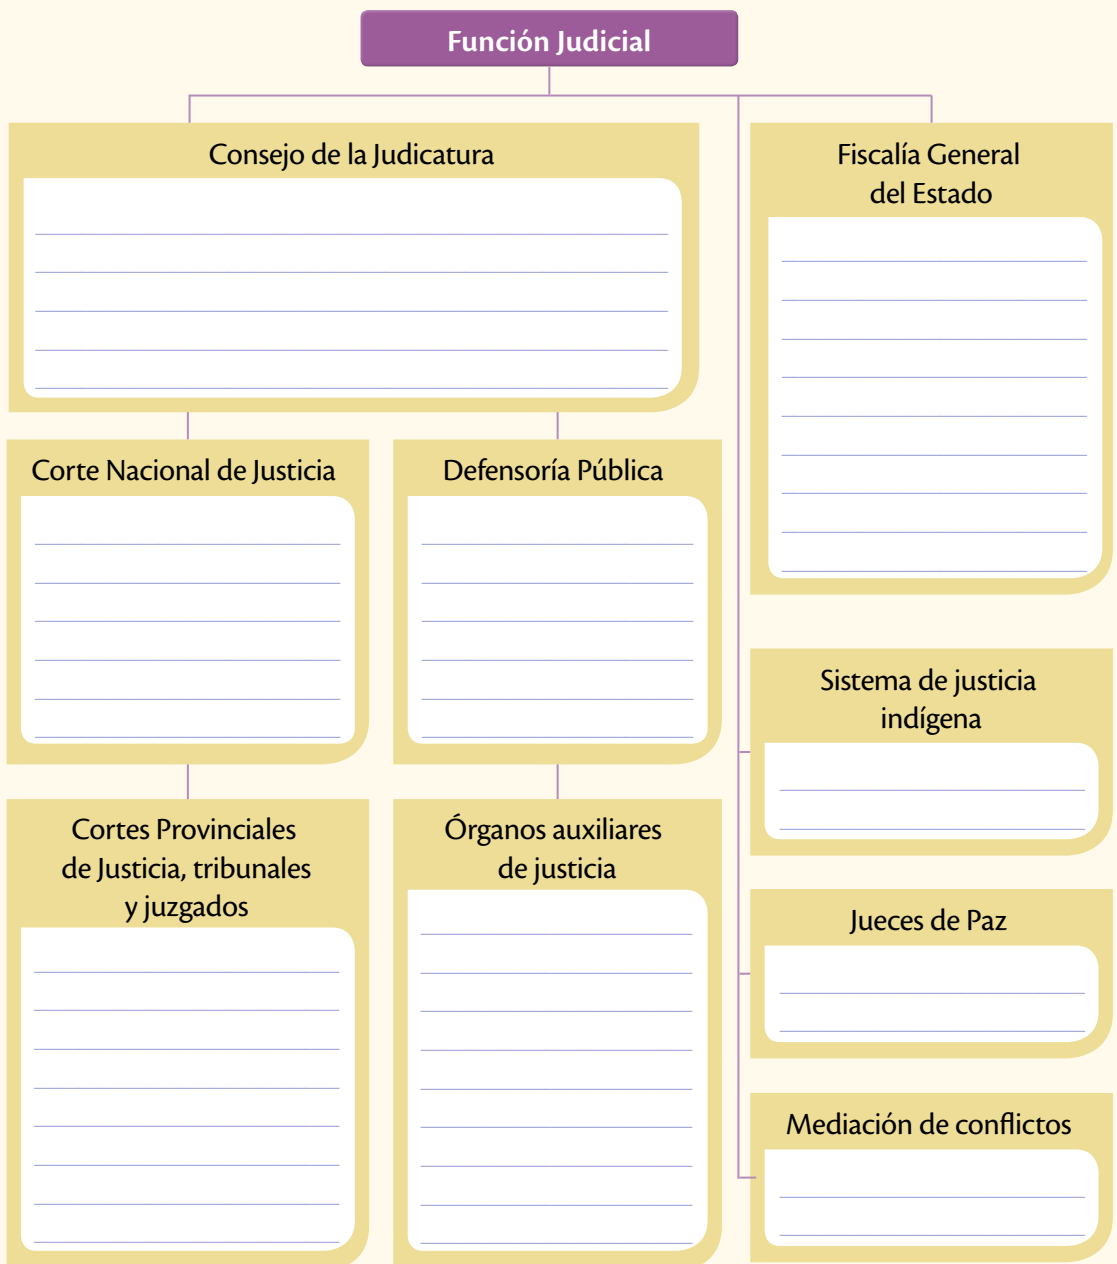 Función Judicial
Consejo de la Judicatura
Fiscalía General
del Estado
Corte Nacional de Justicia
Defensoría Pública
Sistema de justicia
indígena
Cortes Provinciales
de Justicia, tribunales
y juzgados
Órganos auxiliares
de justicia
Jueces de Paz
Mediación de conflictos